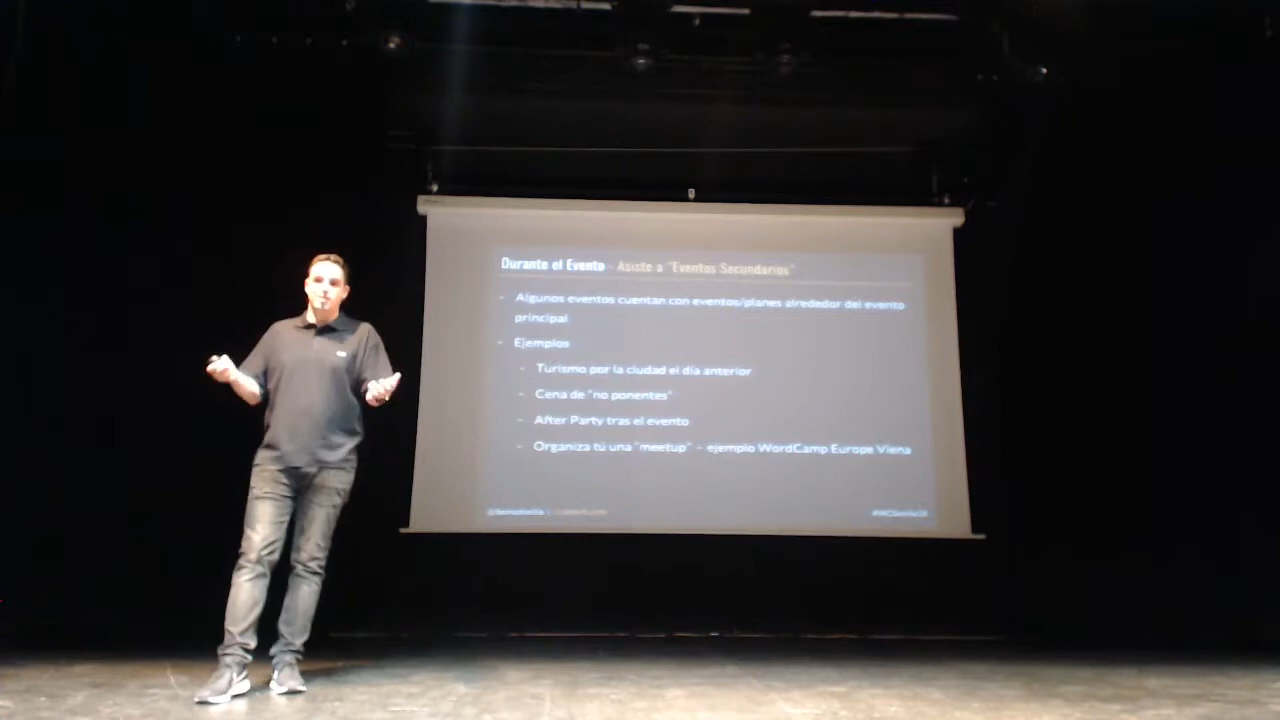 Durante el Evento - Asiste a "Eventos Secundarios"
- Algunos eventos cuentan con eventos/planes alrededor del evento
principal
- Ejemplos
- Turismo por la ciudad el día anterior
- Cena de "no ponentes"
- After Party tras el evento
- Organiza tú una "meetup" - ejemplo WordCamp Europe Viena